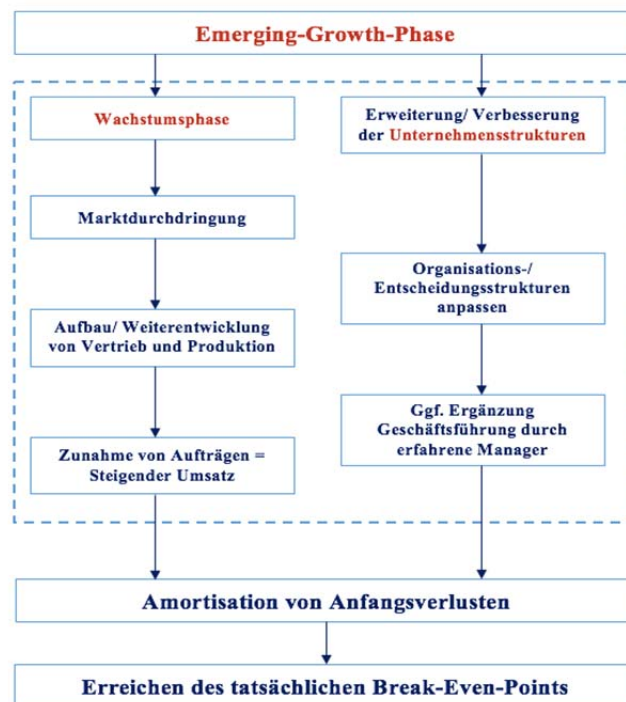 Emerging-Growth-Phase
Wachstumsphase
Marktdurchdringung
Aufbau/ Weiterentwicklung
von Vertrieb und Produktion
Zunahme von Aufträgen =
Steigender Umsatz
Erweiterung/ Verbesserung
der Unternehmensstrukturen
Organisations-/
Entscheidungsstrukturen
anpassen
Ggf. Ergänzung
Geschäftsführung durch
erfahrene Manager
Amortisation von Anfangsverlusten
Erreichen des tatsächlichen Break-Even-Points